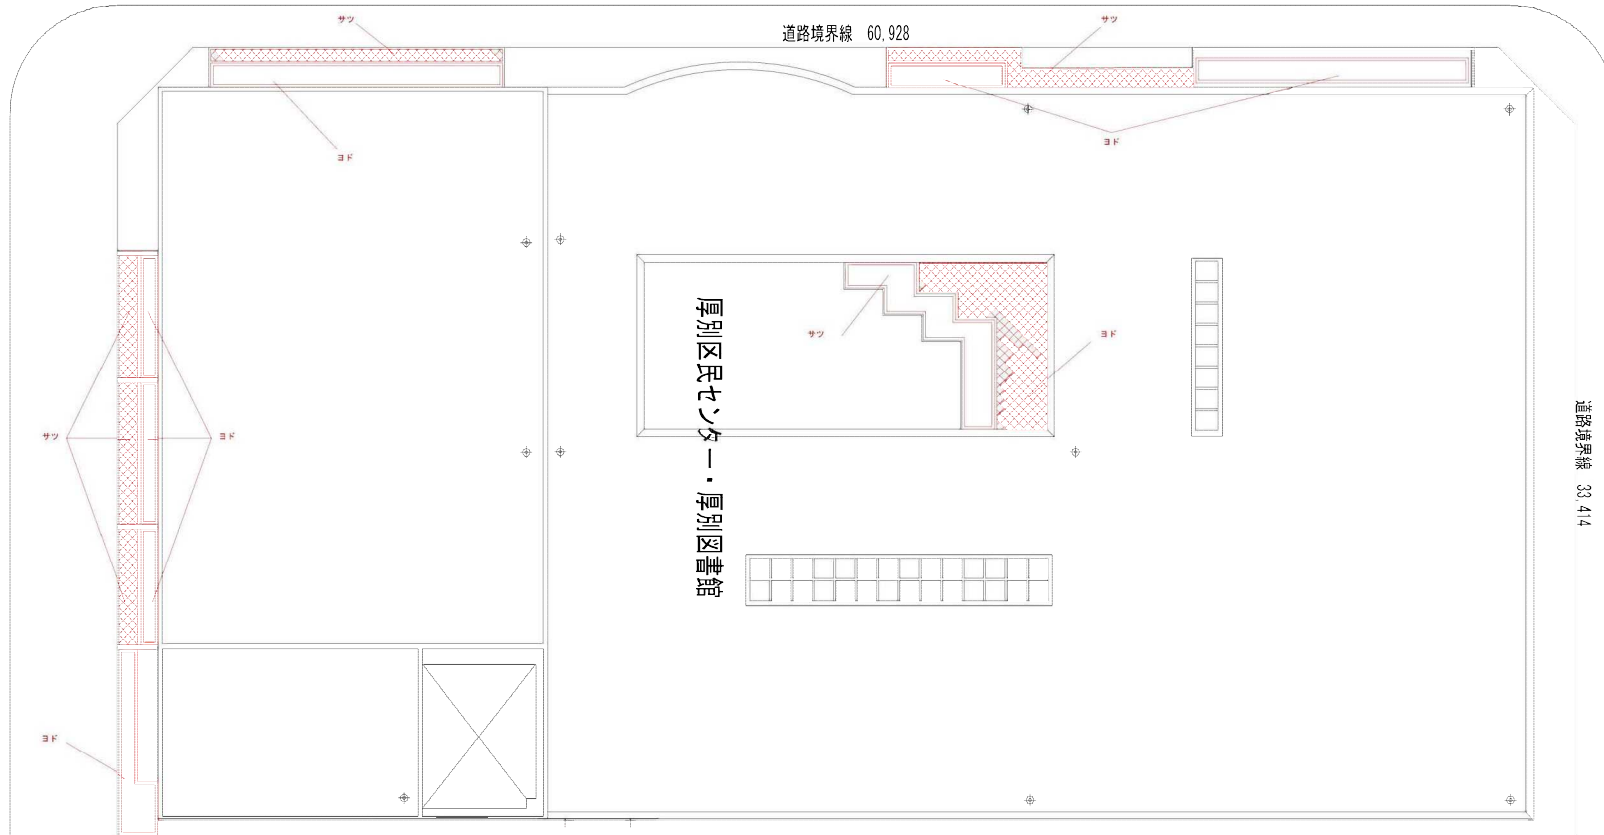 サツ
サツ
道路境界線 60,928
ヨド
ヨド
厚別区民センター・厚別図書館
サツ
ヨド
サツ
ヨド
道路境界線 33,414
ヨド